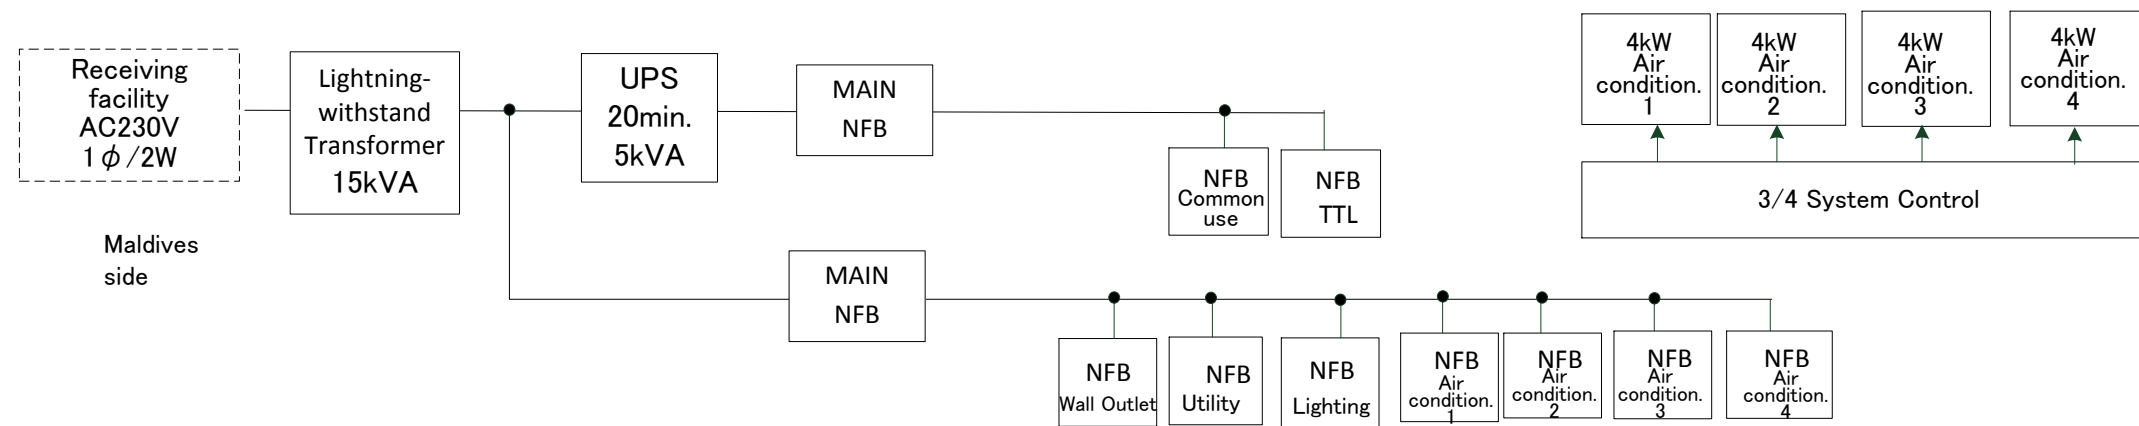 Receiving
facility
AC230V
1φ/2W
Maldives
side
Lightning-
withstand
Transformer
15kVA
UPS
20min.
5kVA
MAIN
NFB
NFB
Common
use
NFB
TTL
MAIN
NFB
NFB
Wall Outlet
NFB
Utility
NFB
Lighting
NFB
Air
condition.
1
NFB
Air
condition.
2
NFB
Air
condition.
3
NFB
Air
condition.
4
4kW
Air
condition.
1
4kW
Air
condition.
2
4kW
Air
condition.
3
4kW
Air
condition.
4
3/4 System Control